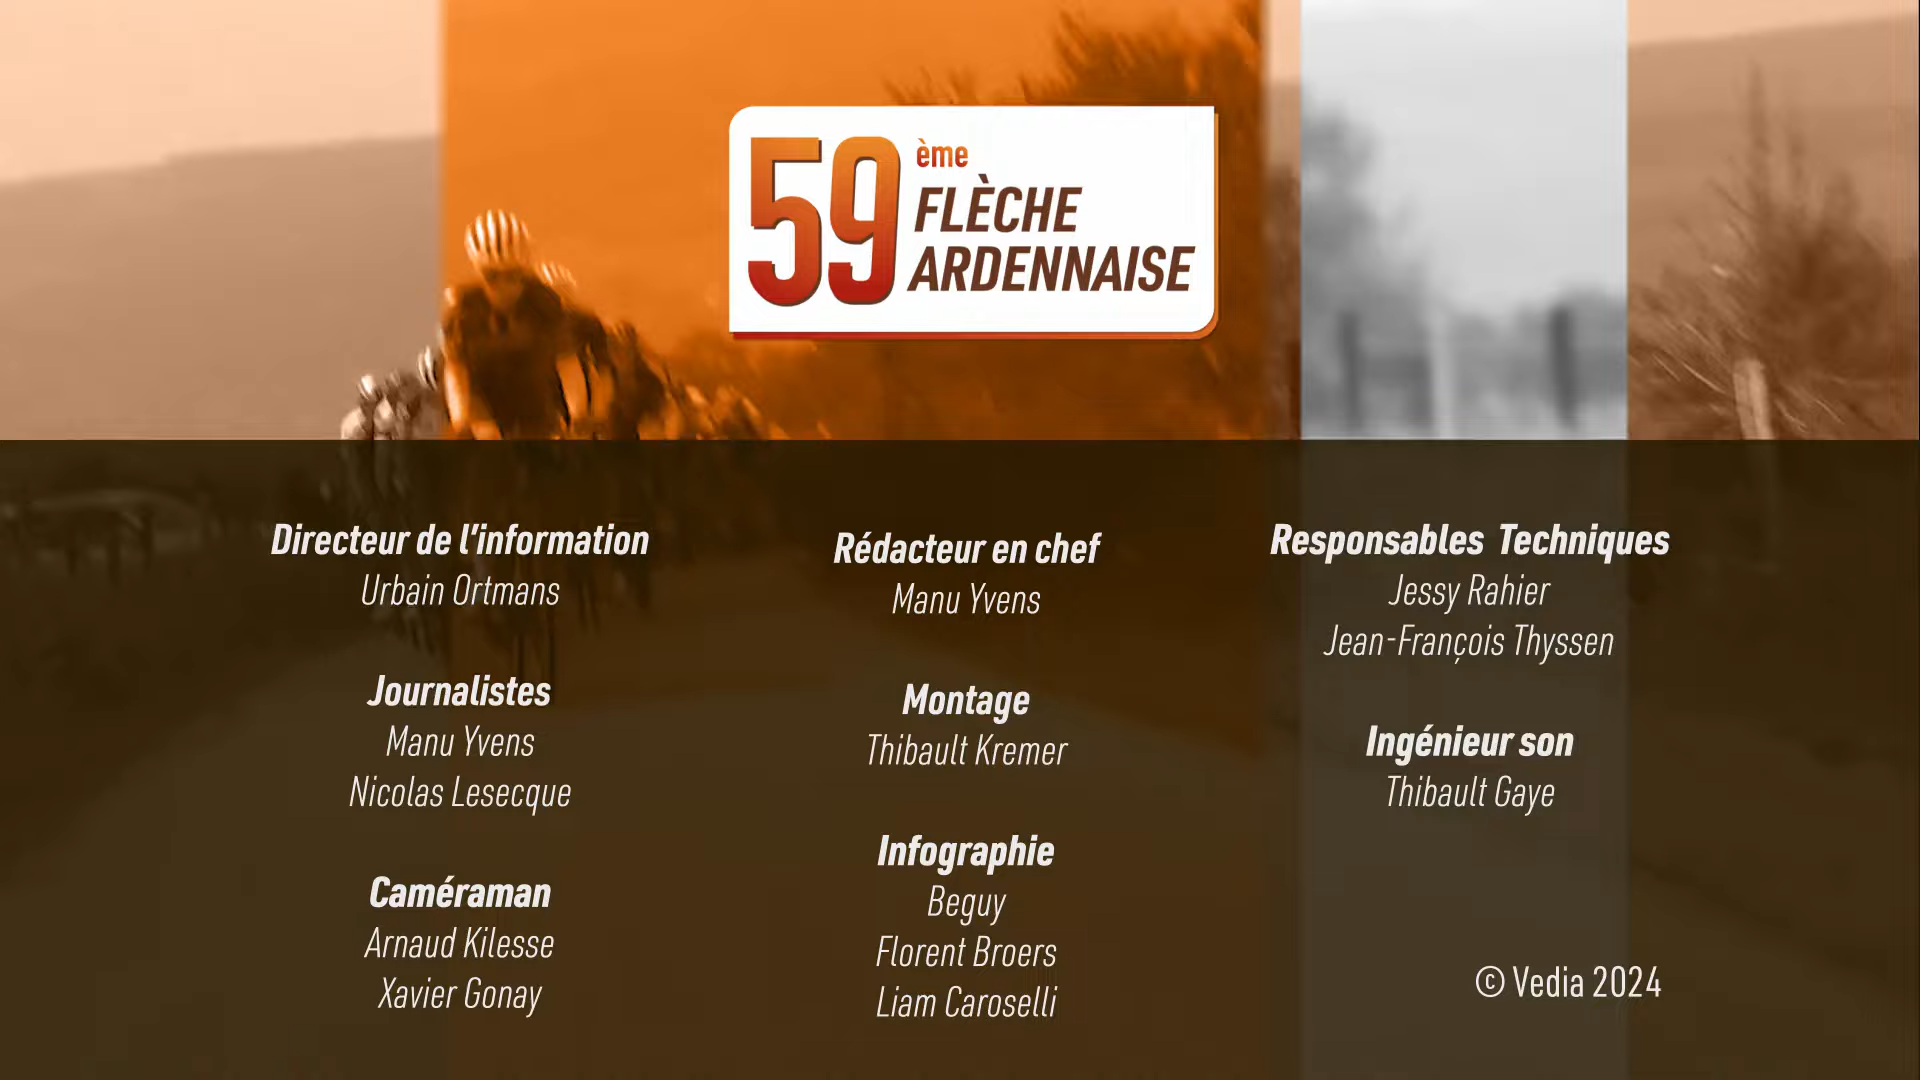 59ème
FLÈCHE
ARDENNAISE
Directeur de l'information
Urbain Ortmans
Journalistes
Manu Yvens
Nicolas Lesecque
Caméraman
Arnaud Kilesse
Xavier Gonay
Rédacteur en chef
Manu Yvens
Montage
Thibault Kremer
Infographie
Beguy
Florent Broers
Liam Caroselli
Responsables Techniques
Jessy Rahier
Jean-François Thyssen
Ingénieur son
Thibault Gaye
© Vedia 2024